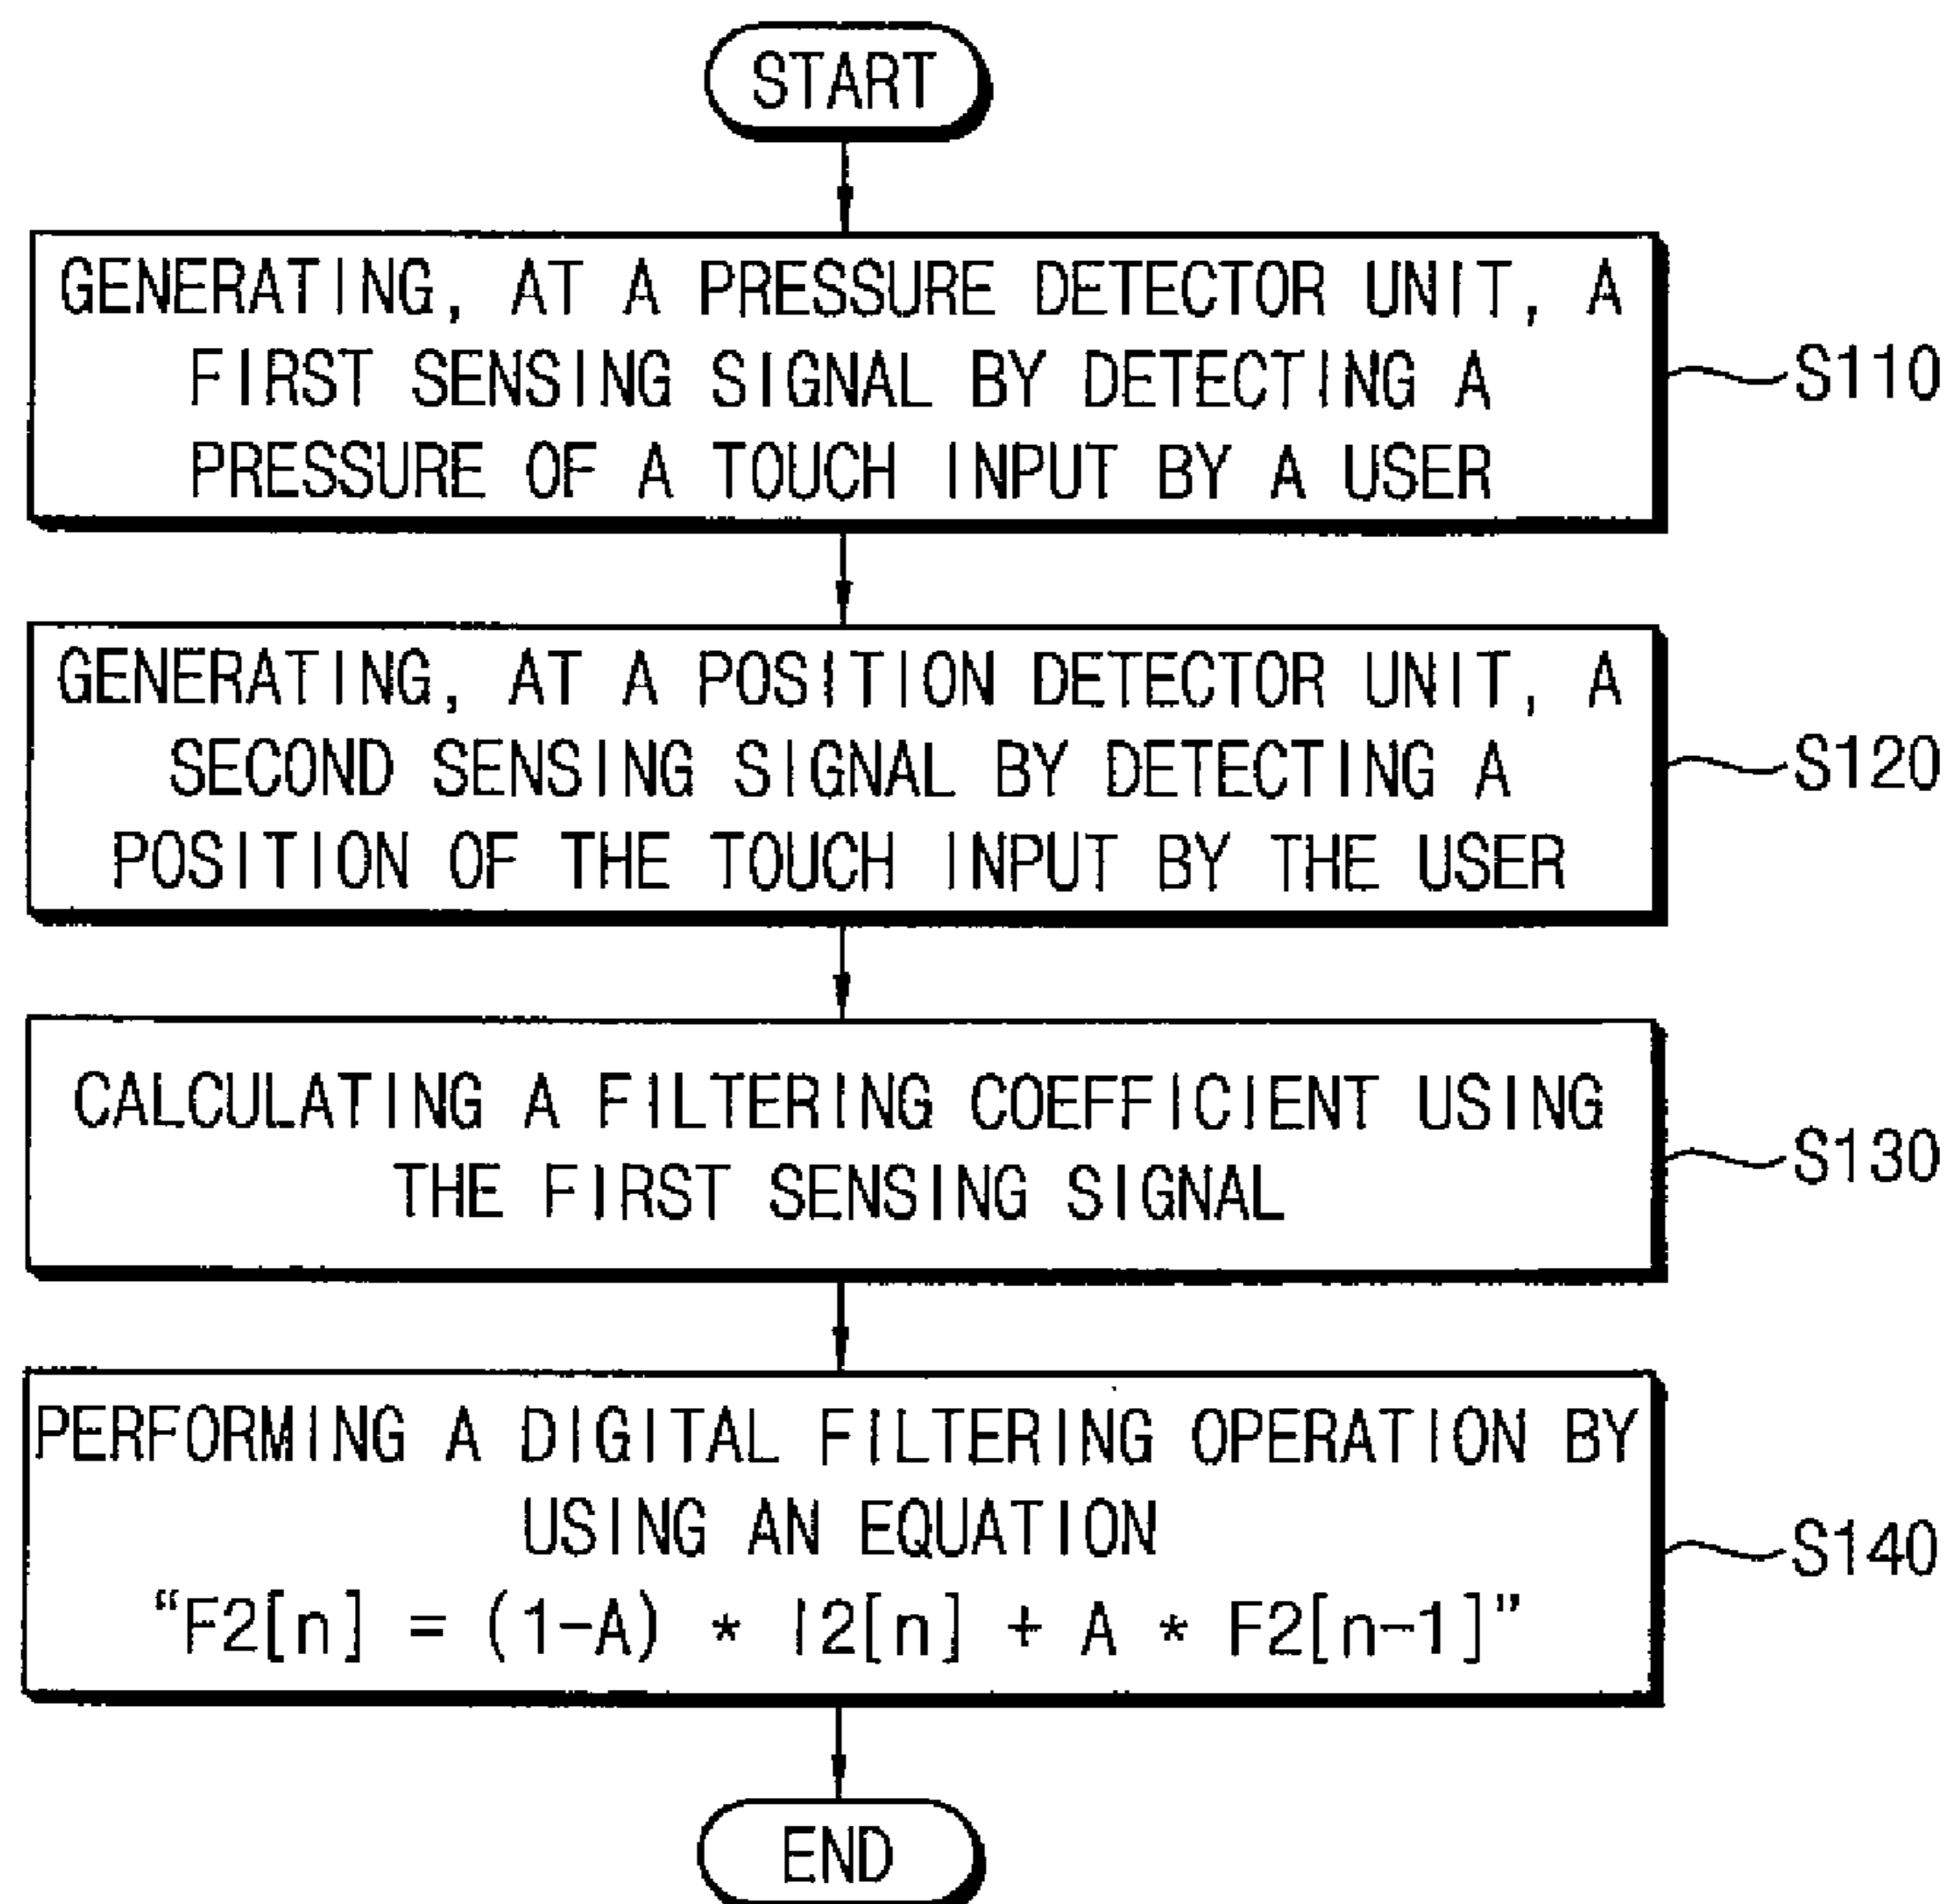 START
GENERATING, AT A PRESSURE DETECTOR UNIT, A
FIRST SENSING SIGNAL BY DETECTING A
PRESSURE OF A TOUCH INPUT BY A USER
S110
GENERATING, AT A POSITION DETECTOR UNIT, A
SECOND SENSING SIGNAL BY DETECTING A
POSITION OF THE TOUCH INPUT BY THE USER
S120
CALCULATING A FILTERING COEFFICIENT USING
THE FIRST SENSING SIGNAL
S130
PERFORMING A DIGITAL FILTERING OPERATION BY
USING AN EQUATION
“F2[n] = (1-A) * I2[n] + A * F2[n-1]”
S140
END